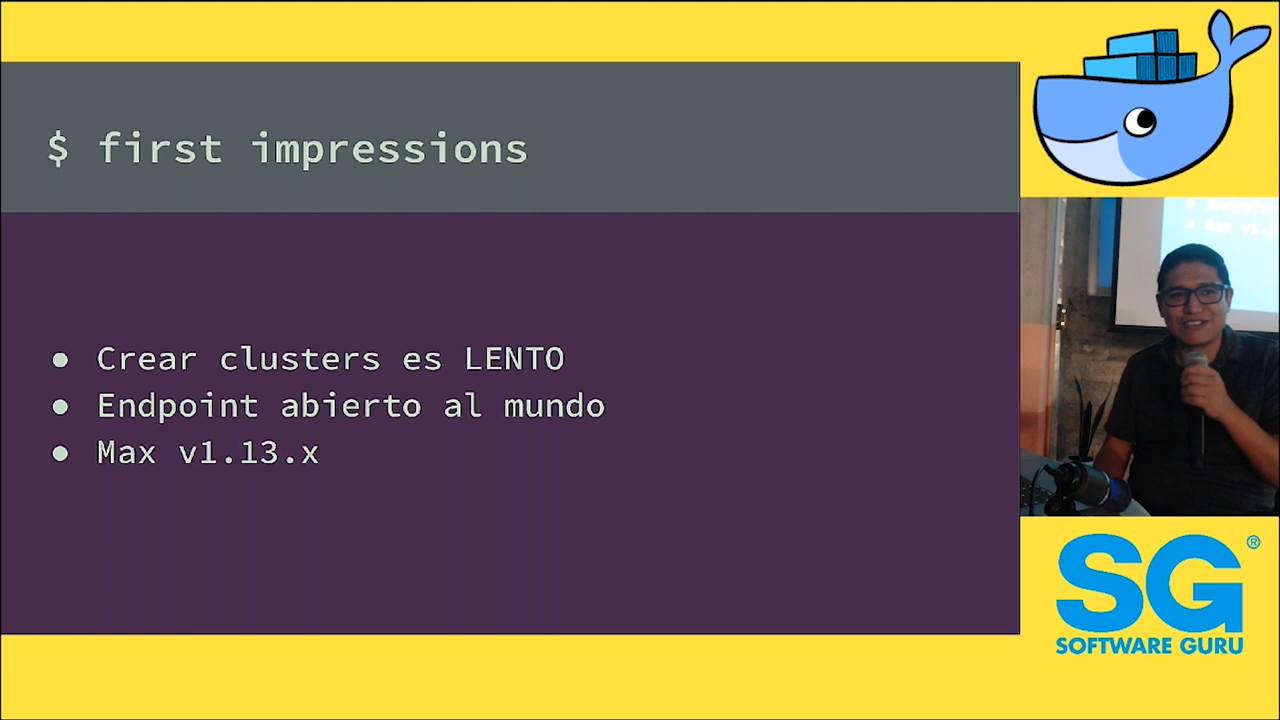 $ first impressions
● Crear clusters es LENTO
● Endpoint abierto al mundo
● Max v1.13.x
SG®
SOFTWARE GURU